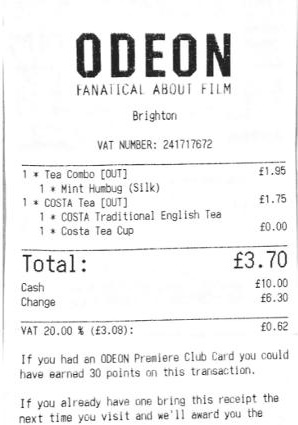 ODEON
FANATICAL ABOUT FILM
Brighton
VAT NUMBER: 241717672
1 * Tea Combo [OUT] £1.95
1 * Mint Humbug (Silk)
1 * COSTA Tea [OUT] £1.75
1 * COSTA Traditional English Tea
1 * Costa Tea Cup £0.00
Total: £3.70
Cash £10.00
Change £6.30
VAT 20.00 % (£3.08): £0.62
If you had an ODEON Premiere Club Card you could
have earned 30 points on this transaction.
If you already have one bring this receipt the
next time you visit and we'll award you the